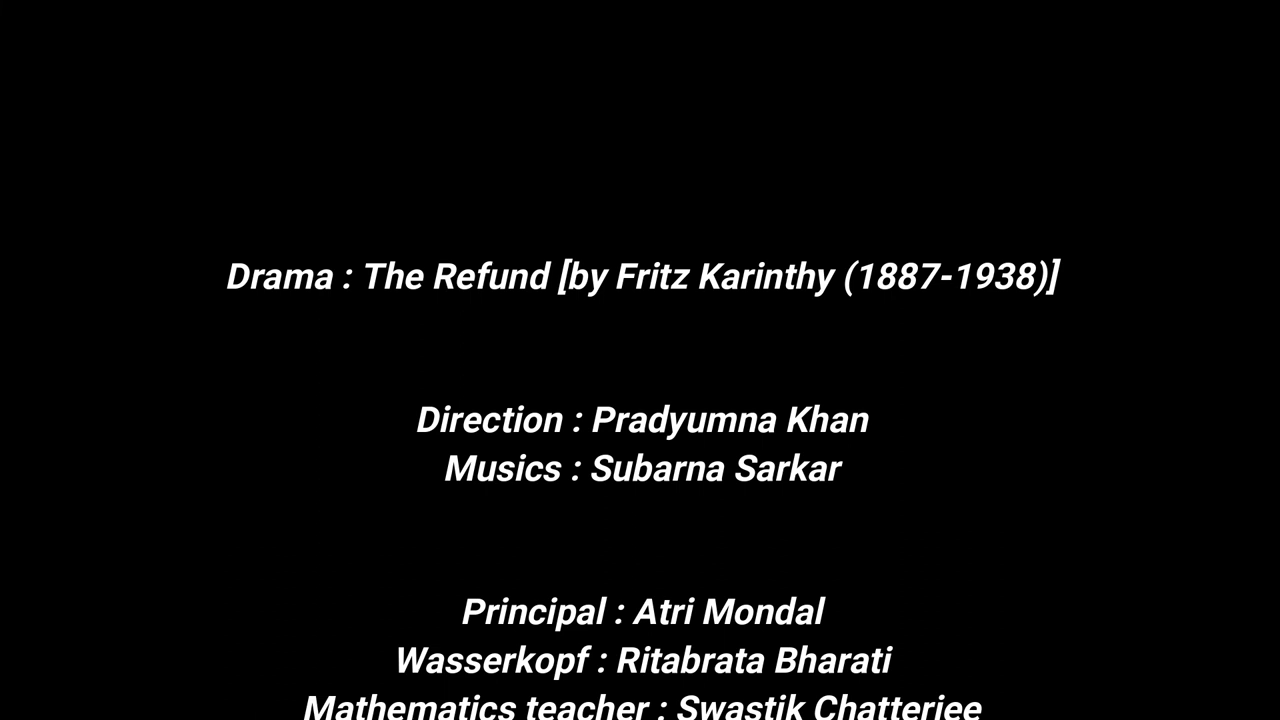 Drama : The Refund [by Fritz Karinthy (1887-1938)]
Direction : Pradyumna Khan
Musics : Subarna Sarkar
Principal : Atri Mondal
Wasserkopf : Ritabrata Bharati
Mathematics teacher : Swastik Chatterjee